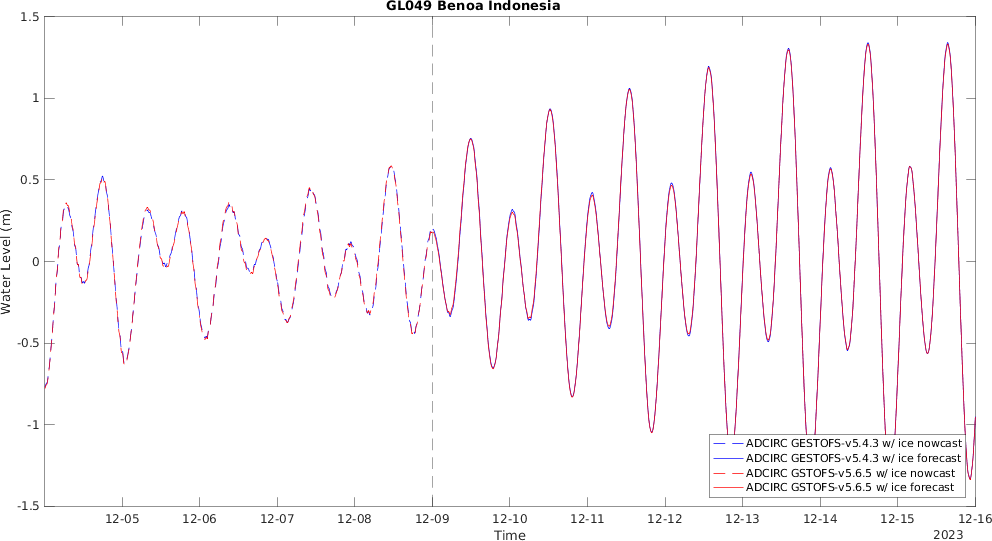 GL049 Benoa Indonesia
1.5
1
0.5
0
-0.5
-1
-1.5
Water Level (m)
ADCIRC GESTOFS-v5.4.3 w/ ice nowcast
ADCIRC GESTOFS-v5.4.3 w/ ice forecast
ADCIRC GSTOFS-v5.6.5 w/ ice nowcast
ADCIRC GSTOFS-v5.6.5 w/ ice forecast
12-05 12-06 12-07 12-08 12-09 12-10 12-11 12-12 12-13 12-14 12-15 12-16
Time
2023